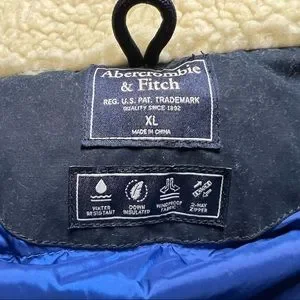 Abercrombie
& Fitch
REG. U.S. PAT. TRADEMARK
QUALITY SINCE 1892
XL
MADE IN CHINA
WATER RESISTANT
DOWN INSULATED
WINDPROOF FABRIC
2-WAY ZIPPER